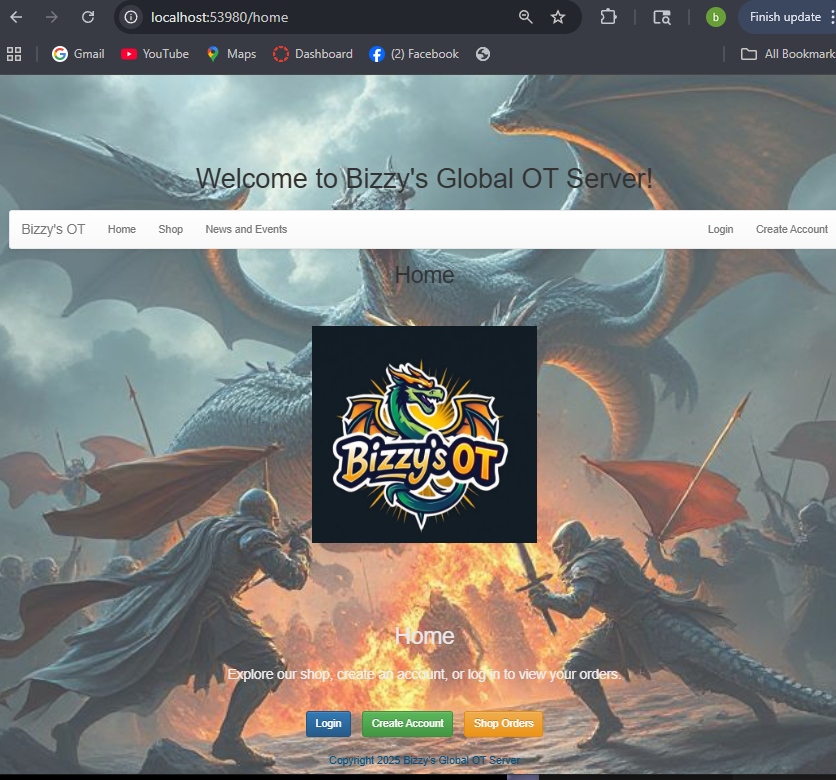 localhost:53980/home
b
Finish update
Gmail
YouTube
Maps
Dashboard
(2) Facebook
All Bookmark
Welcome to Bizzy's Global OT Server!
Bizzy's OT
Home
Shop
News and Events
Login
Create Account
Home
BIZZY'S OT
Home
Explore our shop, create an account, or log in to view your orders.
Login
Create Account
Shop Orders
Copyright 2025 Bizzy's Global OT Server